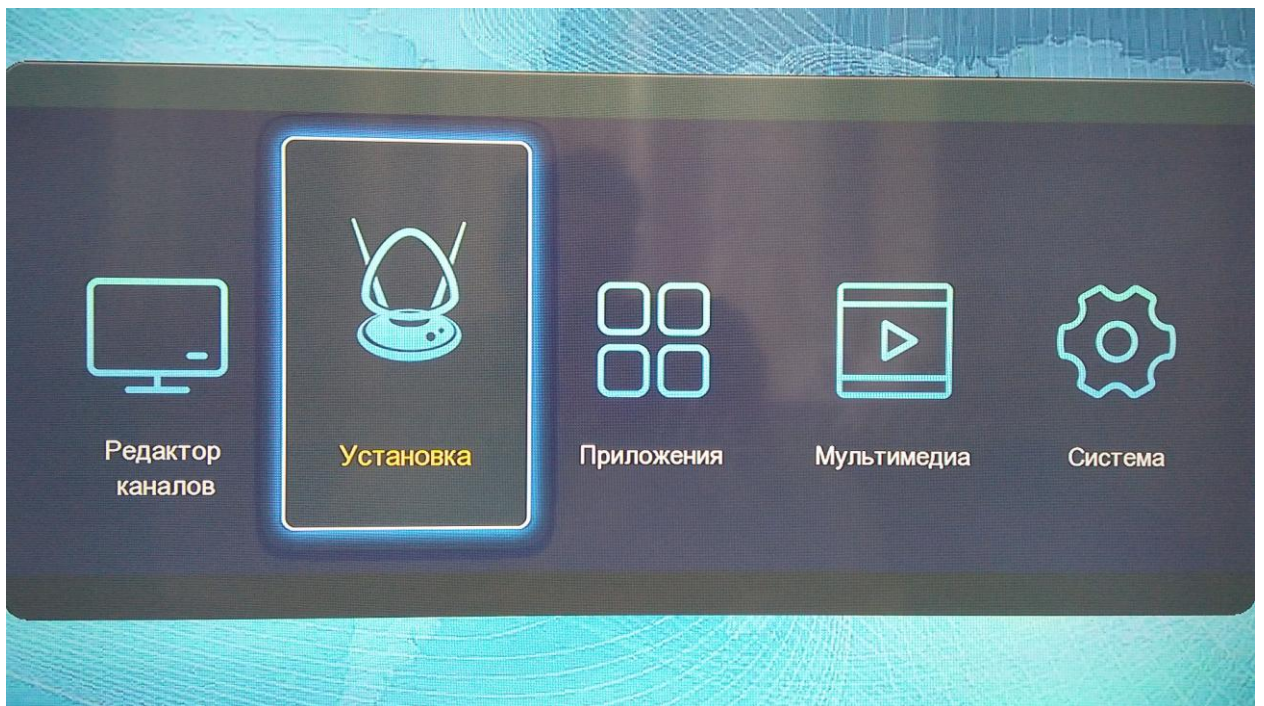 Редактор
каналов
Установка
Приложения
Мультимедиа
Система